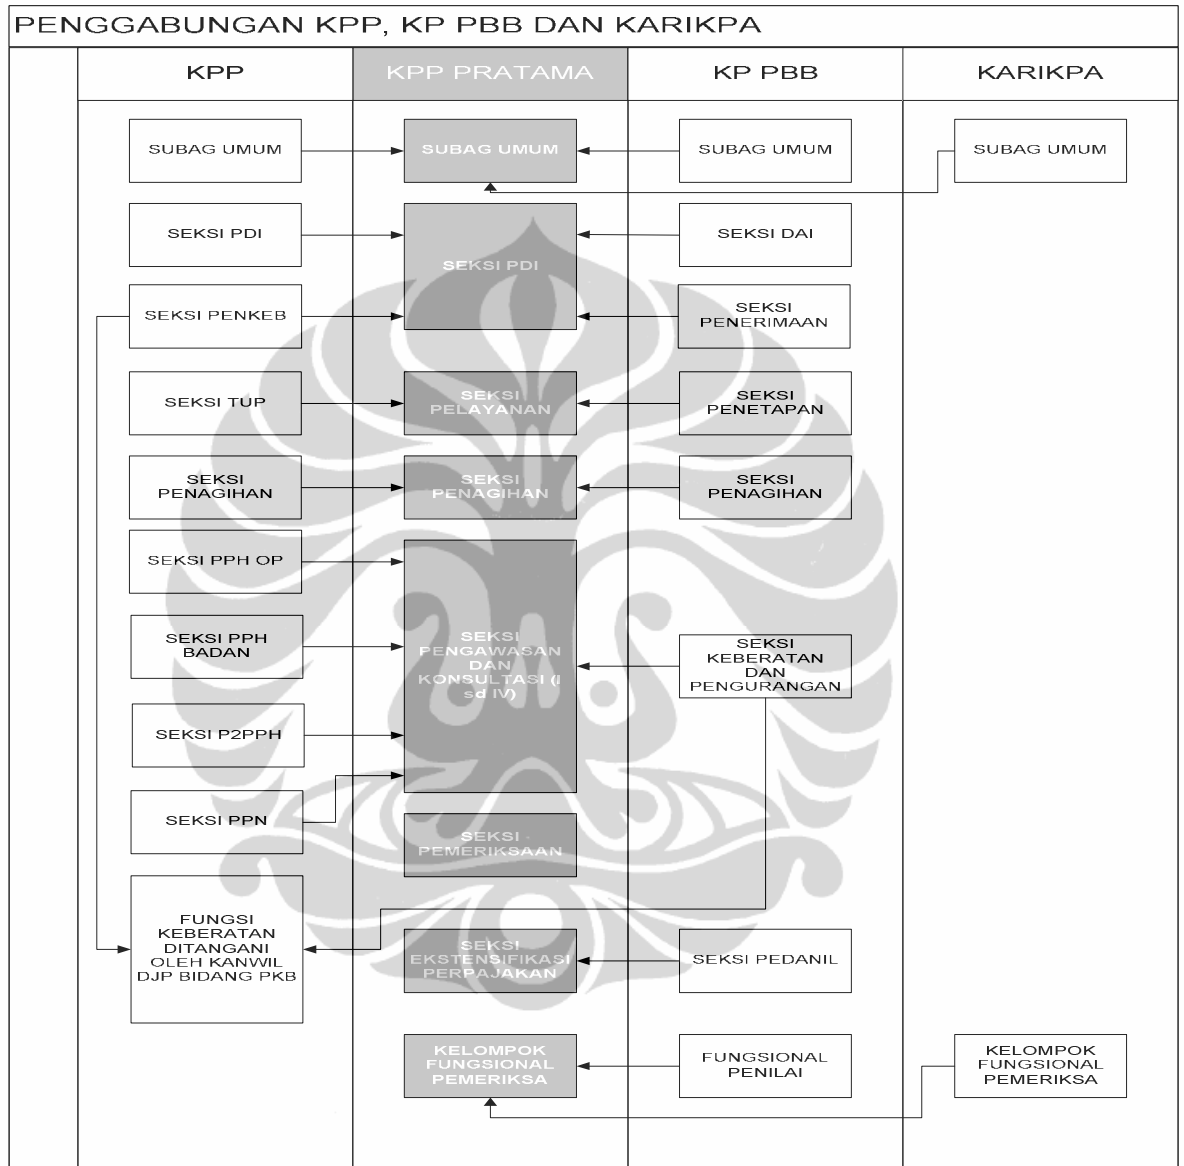 PENGGABUNGAN KPP, KP PBB DAN KARIKPA
KPP
KPP PRATAMA
KP PBB
KARIKPA
SUBAG UMUM
SUBAG UMUM
SUBAG UMUM
SUBAG UMUM
SEKSI PDI
SEKSI PDI
SEKSI DAI
SEKSI PENKEB
SEKSI
PENERIMAAN
SEKSI TUP
SEKSI
PELAYANAN
SEKSI
PENETAPAN
SEKSI
PENAGIHAN
SEKSI
PENAGIHAN
SEKSI
PENAGIHAN
SEKSI PPH OP
SEKSI PPH
BADAN
SEKSI
PENGAWASAN
DAN
KONSULTASI (I
sd IV)
SEKSI
KEBERATAN
DAN
PENGURANGAN
SEKSI P2PPH
SEKSI PPN
SEKSI
PEMERIKSAAN
FUNGSI
KEBERATAN
DITANGANI
OLEH KANWIL
DJP BIDANG PKB
SEKSI
EKSTENSIFIKASI
PERPAJAKAN
SEKSI PEDANIL
KELOMPOK
FUNGSIONAL
PEMERIKSA
FUNGSIONAL
PENILAI
KELOMPOK
FUNGSIONAL
PEMERIKSA